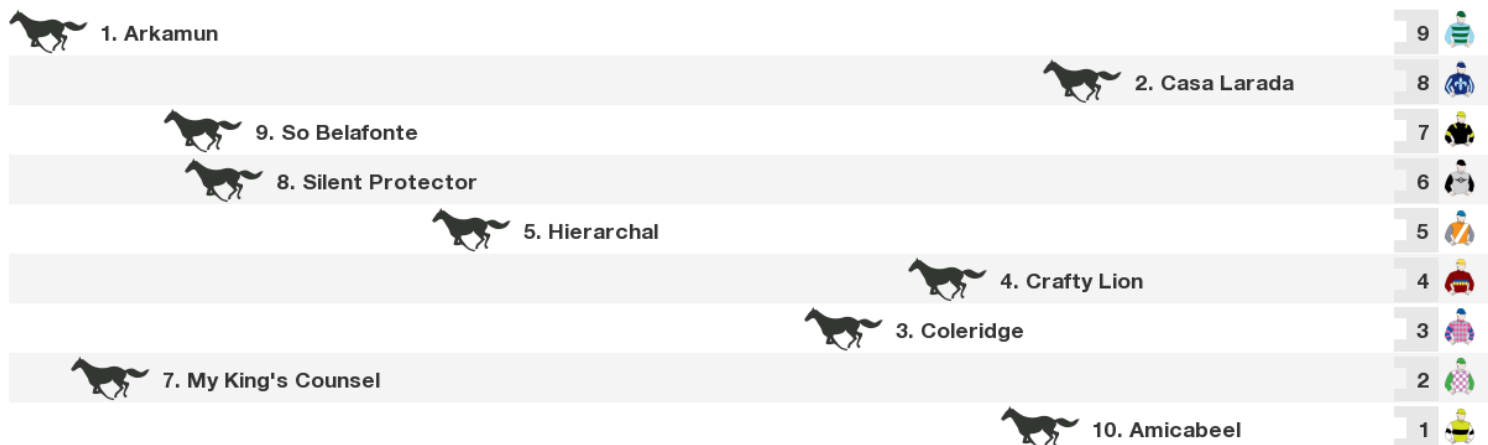 1. Arkamun 9
2. Casa Larada 8
9. So Belafonte 7
8. Silent Protector 6
5. Hierarchal 5
4. Crafty Lion 4
3. Coleridge 3
7. My King's Counsel 2
10. Amicabeel 1